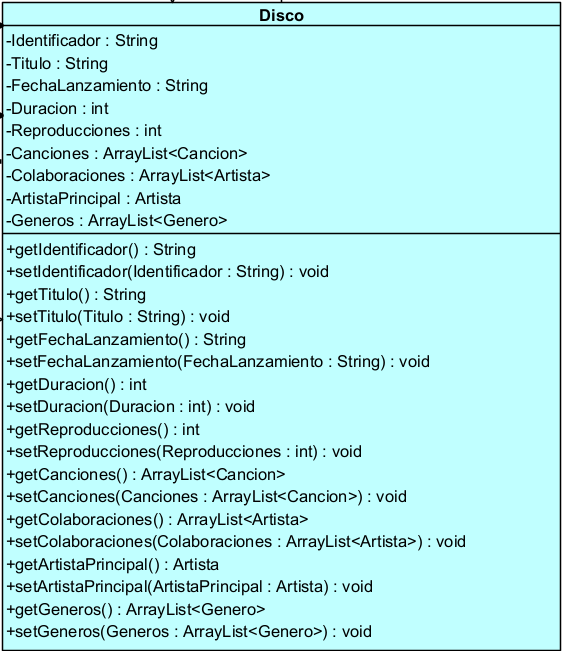 Disco
-Identificador : String
-Titulo : String
-FechaLanzamiento : String
-Duracion : int
-Reproducciones : int
-Canciones : ArrayList<Cancion>
-Colaboraciones : ArrayList<Artista>
-ArtistaPrincipal : Artista
-Generos : ArrayList<Genero>
+getIdentificador() : String
+setIdentificador(Identificador : String) : void
+getTitulo() : String
+setTitulo(Titulo : String) : void
+getFechaLanzamiento() : String
+setFechaLanzamiento(FechaLanzamiento : String) : void
+getDuracion() : int
+setDuracion(Duracion : int) : void
+getReproducciones() : int
+setReproducciones(Reproducciones : int) : void
+getCanciones() : ArrayList<Cancion>
+setCanciones(Canciones : ArrayList<Cancion>) : void
+getColaboraciones() : ArrayList<Artista>
+setColaboraciones(Colaboraciones : ArrayList<Artista>) : void
+getArtistaPrincipal() : Artista
+setArtistaPrincipal(ArtistaPrincipal : Artista) : void
+getGeneros() : ArrayList<Genero>
+setGeneros(Generos : ArrayList<Genero>) : void